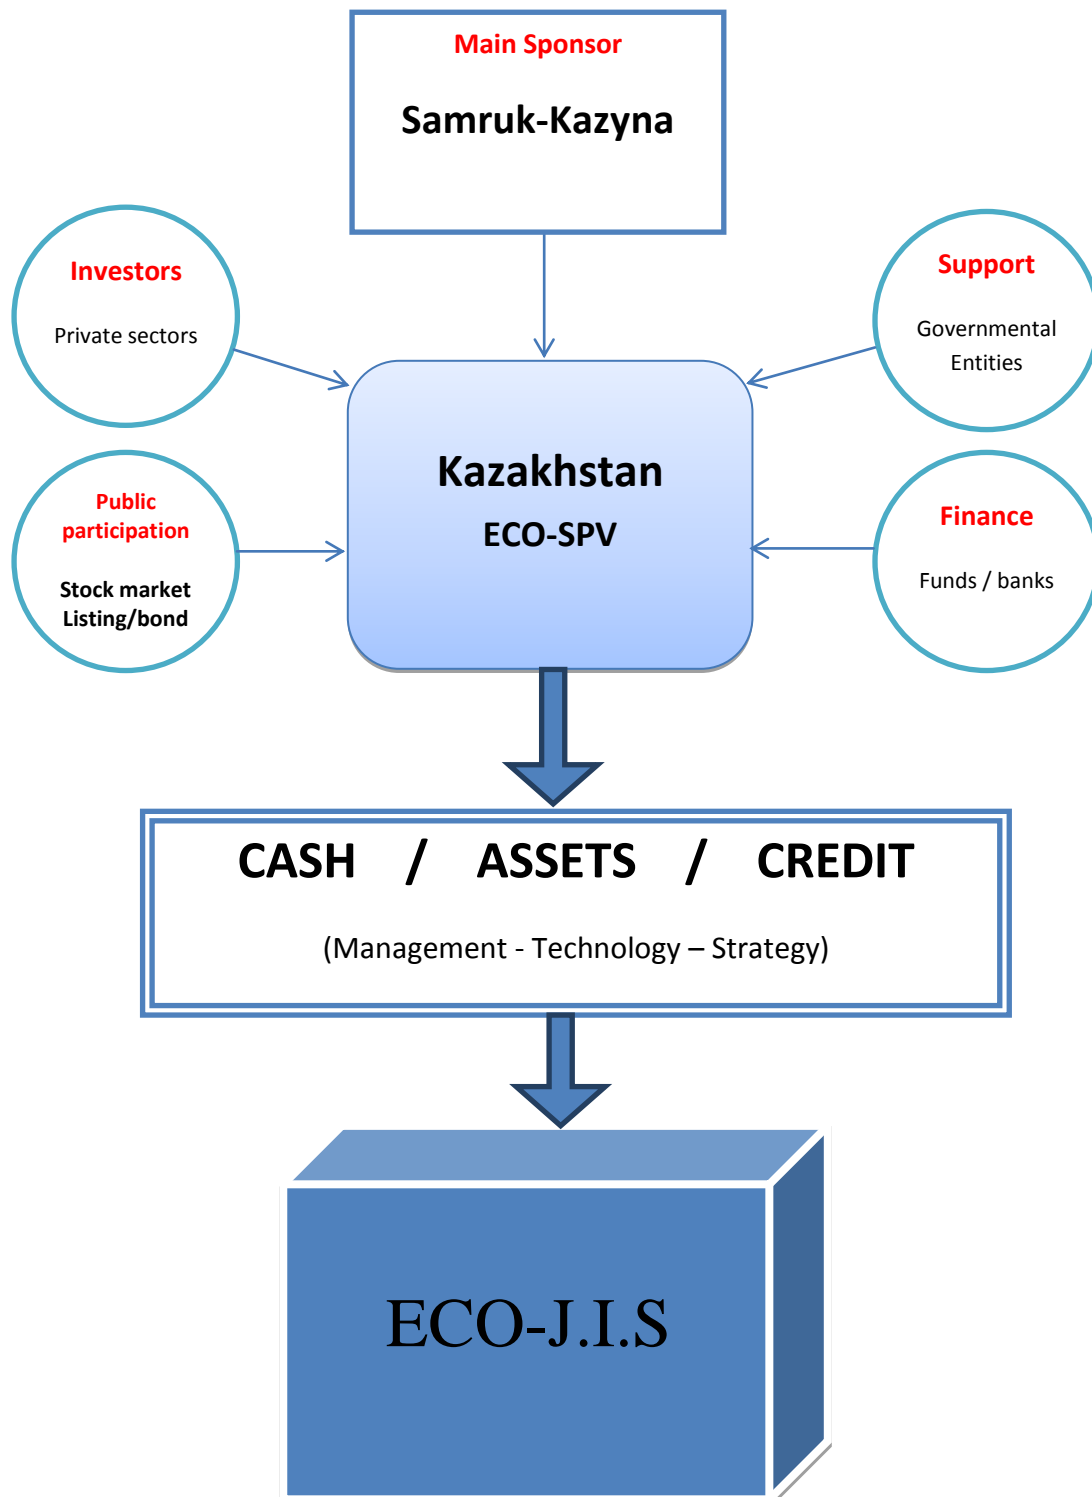 Main Sponsor
Samruk-Kazyna
Investors
Private sectors
Support
Governmental
Entities
Kazakhstan
ECO-SPV
Public
participation
Stock market
Listing/bond
Finance
Funds / banks
CASH / ASSETS / CREDIT
(Management - Technology – Strategy)
ECO-J.I.S